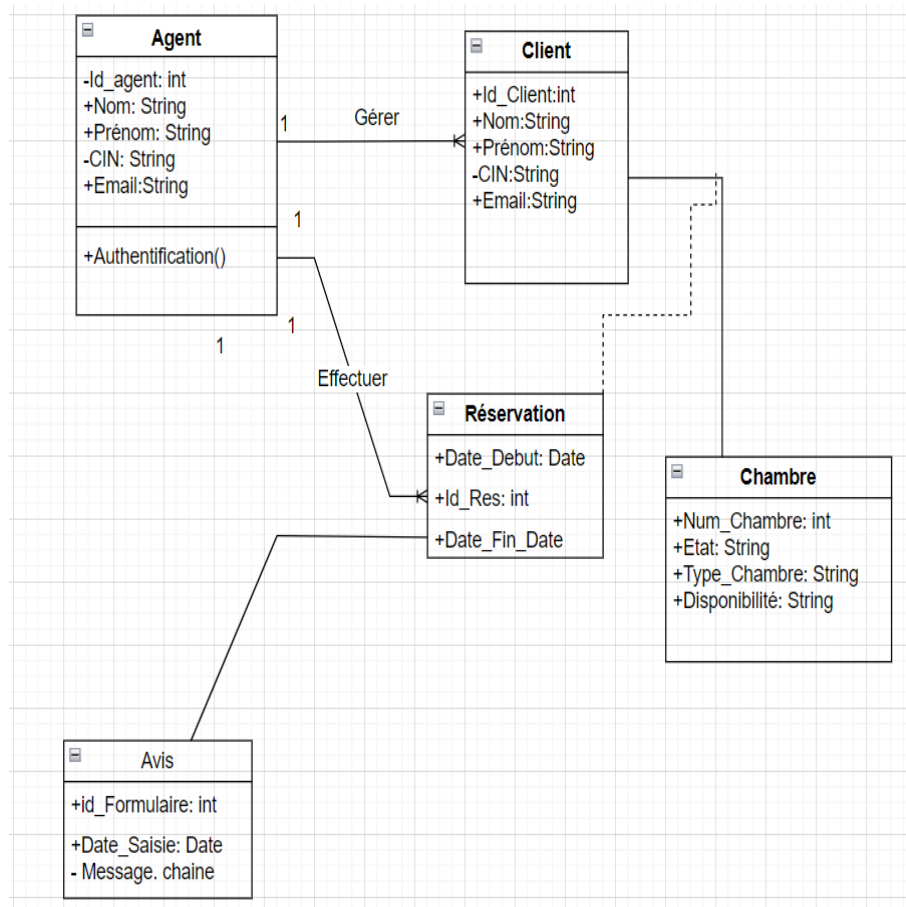 Agent
-Id_agent: int
+Nom: String
+Prénom: String
-CIN: String
+Email:String
+Authentification()
1
Gérer
Client
+Id_Client:int
+Nom:String
+Prénom:String
-CIN:String
+Email:String
1
1
1
Effectuer
Réservation
+Date_Debut: Date
+Id_Res: int
+Date_Fin_Date
Chambre
+Num_Chambre: int
+Etat: String
+Type_Chambre: String
+Disponibilité: String
Avis
+id_Formulaire: int
+Date_Saisie: Date
- Message. chaine